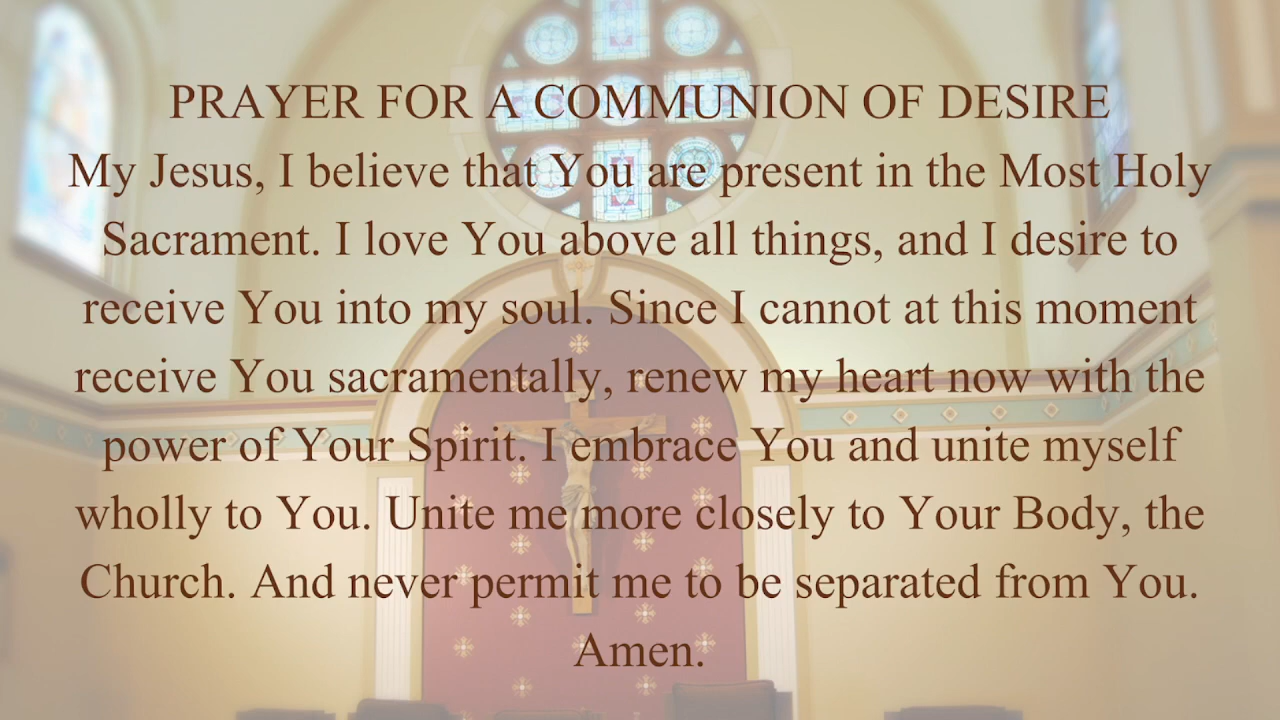 PRAYER FOR A COMMUNION OF DESIRE
My Jesus, I believe that You are present in the Most Holy
Sacrament. I love You above all things, and I desire to
receive You into my soul. Since I cannot at this moment
receive You sacramentally, renew my heart now with the
power of Your Spirit. I embrace You and unite myself
wholly to You. Unite me more closely to Your Body, the
Church. And never permit me to be separated from You.
Amen.